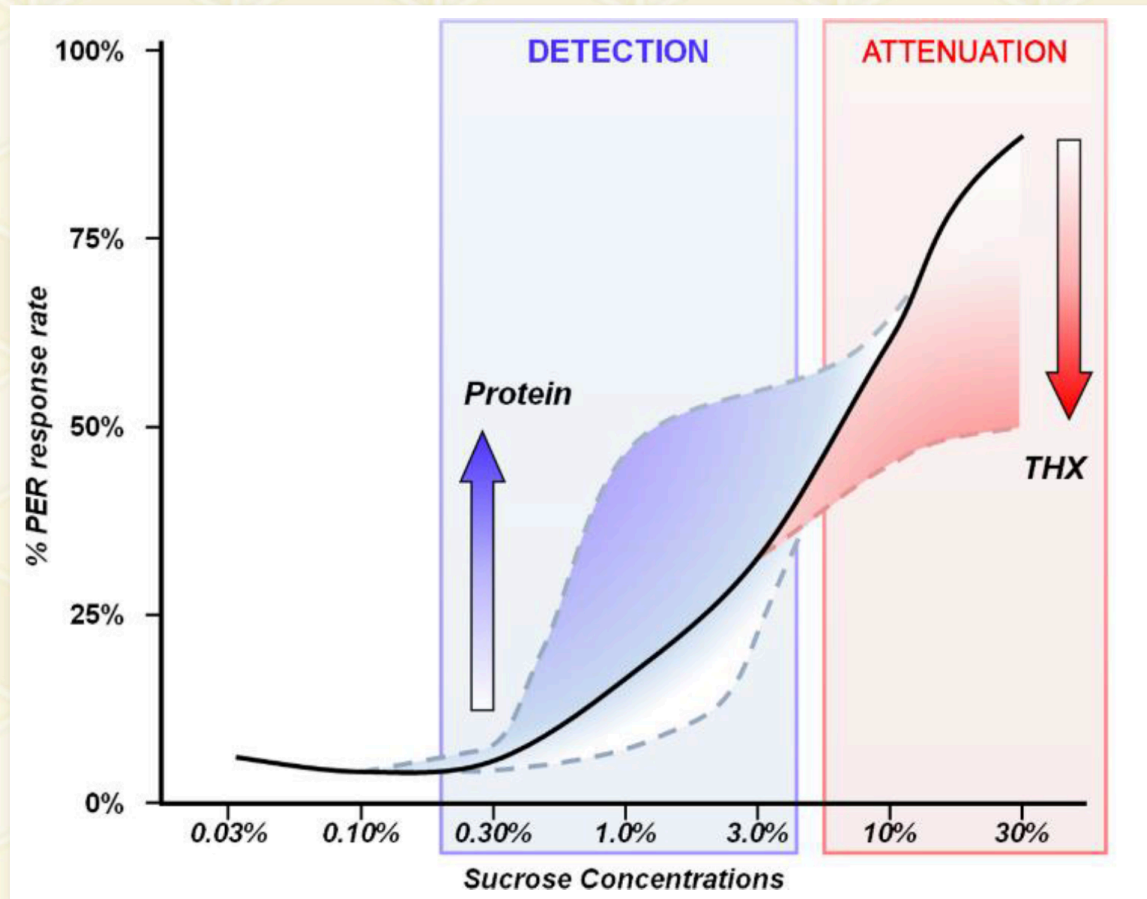 DETECTION
ATTENUATION
100%
75%
50%
25%
0%
% PER response rate
Protein
THX
0.03%
0.10%
0.30%
1.0%
3.0%
10%
30%
Sucrose Concentrations